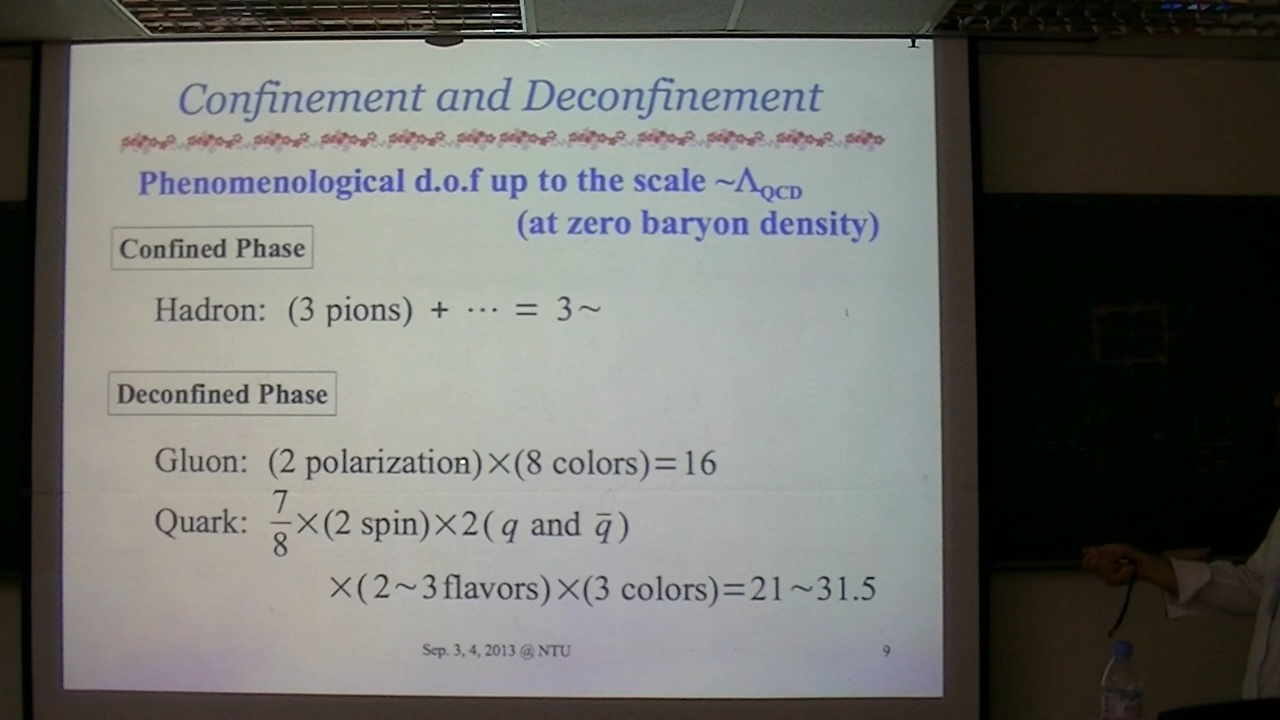 Confinement and Deconfinement
Phenomenological d.o.f up to the scale ~Λ_QCD
(at zero baryon density)
Confined Phase
Hadron: (3 pions) + ⋯ = 3~
Deconfined Phase
Gluon: (2 polarization)×(8 colors)=16
Quark: 7/8 ×(2 spin)×2( q and q̄ )
×(2~3 flavors)×(3 colors)=21~31.5
Sep. 3, 4, 2013 @ NTU
9